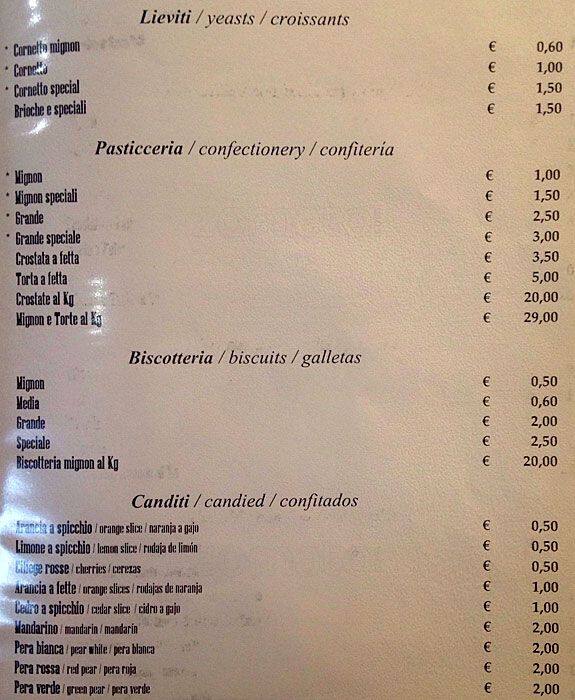 Lieviti / yeasts / croissants
* Cornetto mignon € 0,60
* Cornetto € 1,00
* Cornetto special € 1,50
Brioche e speciali € 1,50
Pasticceria / confectionery / confitería
* Mignon € 1,00
* Mignon speciali € 1,50
* Grande € 2,50
* Grande speciale € 3,00
Crostata a fetta € 3,50
Torta a fetta € 5,00
Crostate al Kg € 20,00
Mignon e Torte al Kg € 29,00
Biscotteria / biscuits / galletas
Mignon € 0,50
Media € 0,60
Grande € 2,00
Speciale € 2,50
Biscotteria mignon al Kg € 20,00
Canditi / candied / confitados
Arancia a spicchio / orange slice / naranja a gajo € 0,50
Limone a spicchio / lemon slice / rudaja de limón € 0,50
Ciliege rosse / cherries / cerezas € 0,50
Arancia a fette / orange slices / rudajas de naranja € 1,00
Cedro a spicchio / cedar slice / cidro a gajo € 1,00
Mandarino / mandarin / mandarín € 2,00
Pera bianca / pear white / pera blanca € 2,00
Pera rossa / red pear / pera roja € 2,00
Pera verde / green pear / pera verde € 2,00